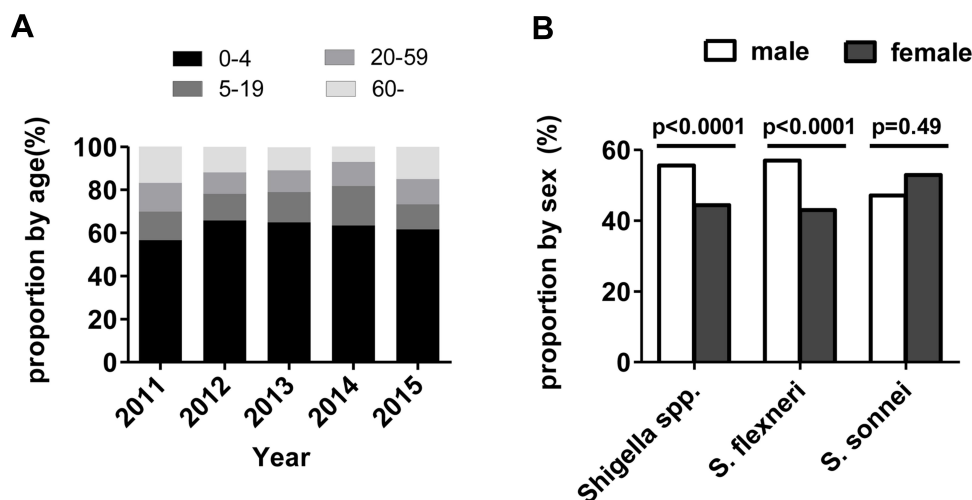 A
0-4
20-59
5-19
60-
proportion by age(%)
100
80
60
40
20
0
2011
2012
2013
2014
2015
Year
B
male
female
p<0.0001
p<0.0001
p=0.49
proportion by sex (%)
60
40
20
0
Shigella spp.
S. flexneri
S. sonnei